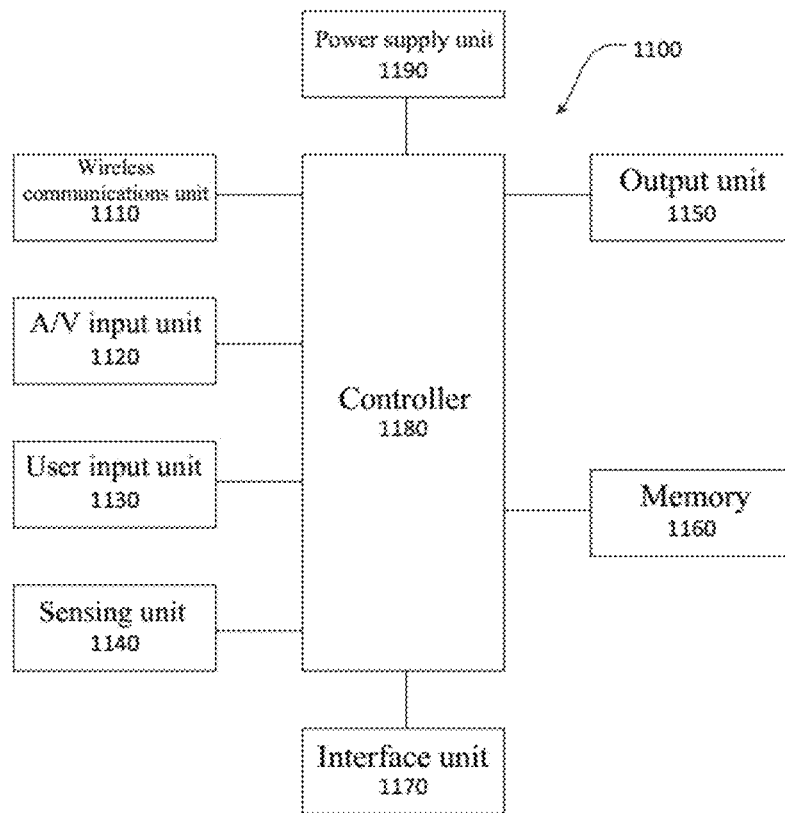 Power supply unit
1190
1100
Wireless
communications unit
1110
Output unit
1150
A/V input unit
1120
Controller
1180
User input unit
1130
Memory
1160
Sensing unit
1140
Interface unit
1170